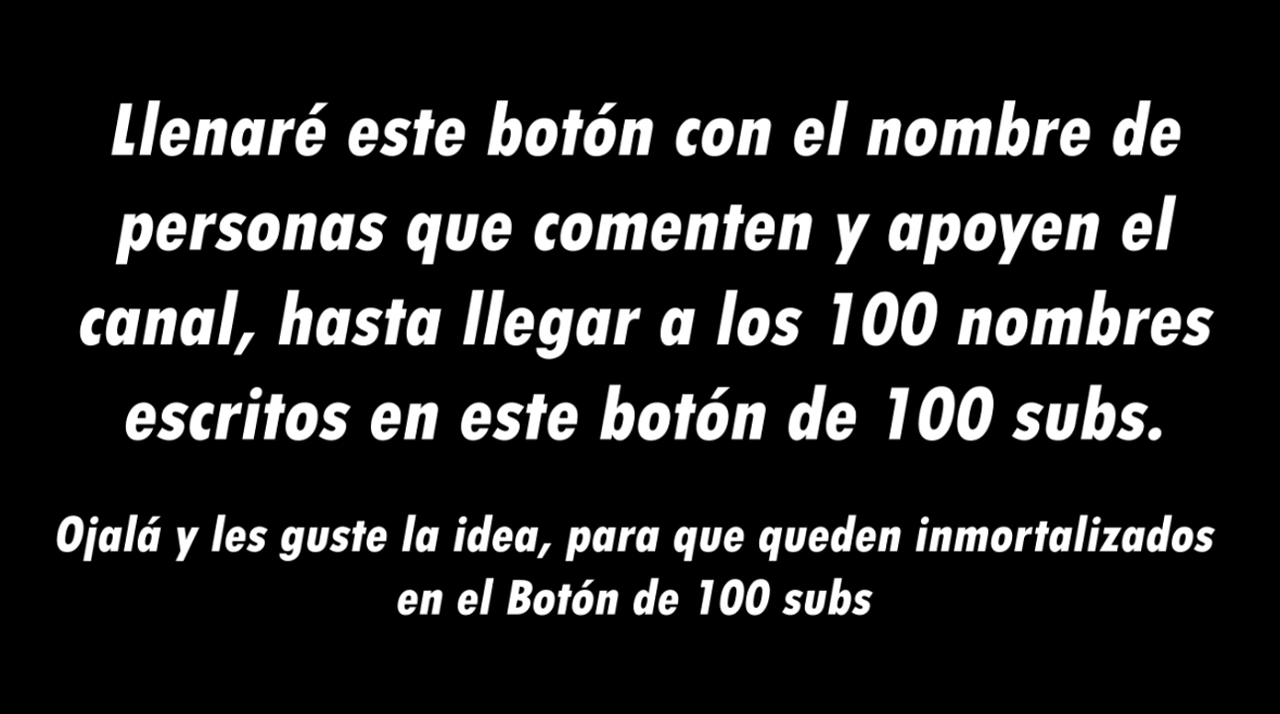 Llenaré este botón con el nombre de
personas que comenten y apoyen el
canal, hasta llegar a los 100 nombres
escritos en este botón de 100 subs.
Ojalá y les guste la idea, para que queden inmortalizados
en el Botón de 100 subs